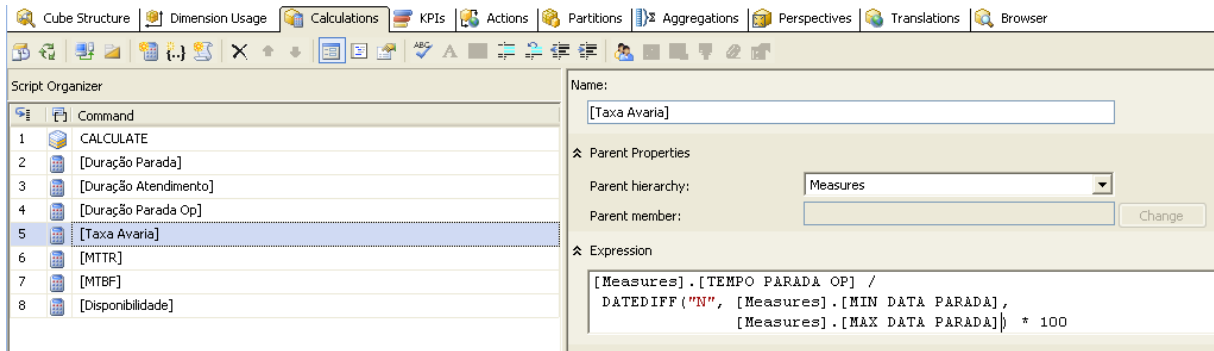 Cube Structure Dimension Usage Calculations KPIs Actions Partitions Aggregations Perspectives Translations Browser
Script Organizer
Command
1 CALCULATE
2 [Duração Parada]
3 [Duração Atendimento]
4 [Duração Parada Op]
5 [Taxa Avaria]
6 [MTTR]
7 [MTBF]
8 [Disponibilidade]
Name:
[Taxa Avaria]
Parent Properties
Parent hierarchy: Measures
Parent member: Change
Expression
[Measures].[TEMPO PARADA OP] /
DATEDIFF("N", [Measures].[MIN DATA PARADA],
[Measures].[MAX DATA PARADA]) * 100